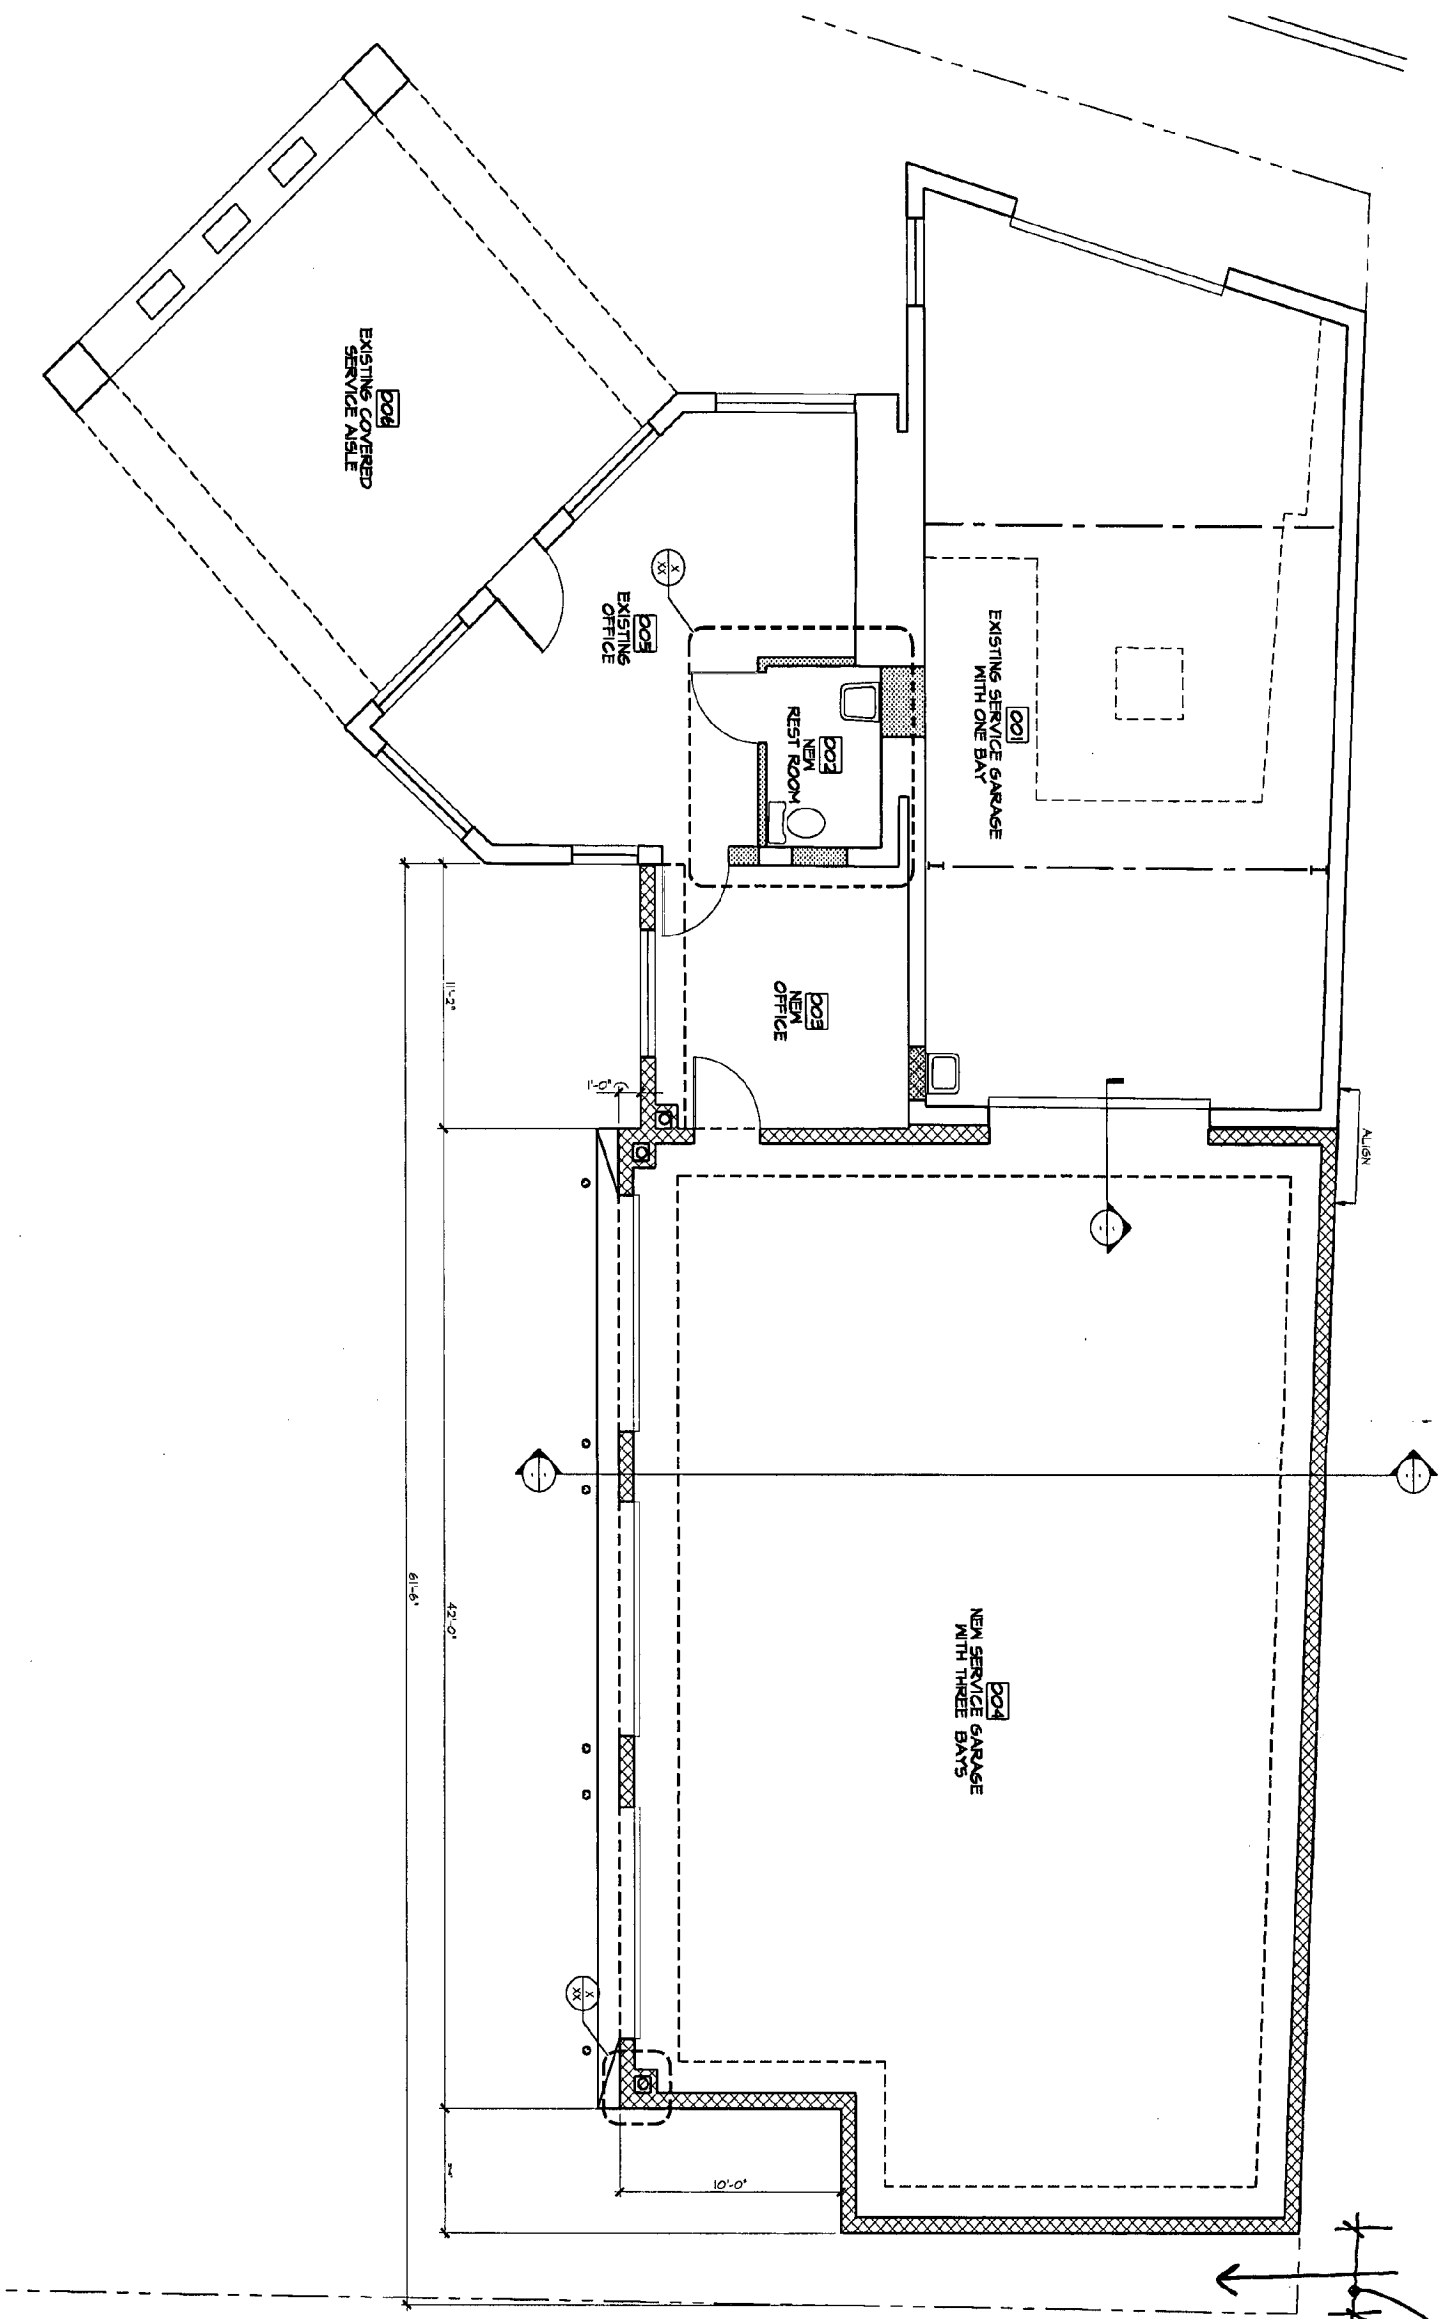 006
EXISTING COVERED
SERVICE AISLE
005
EXISTING
OFFICE
X
XX
002
NEW
REST ROOM
001
EXISTING SERVICE GARAGE
WITH ONE BAY
003
NEW
OFFICE
ALIGN
11'-2"
1'-0"
42'-0"
61'-6"
004
NEW SERVICE GARAGE
WITH THREE BAYS
X
XX
10'-0"